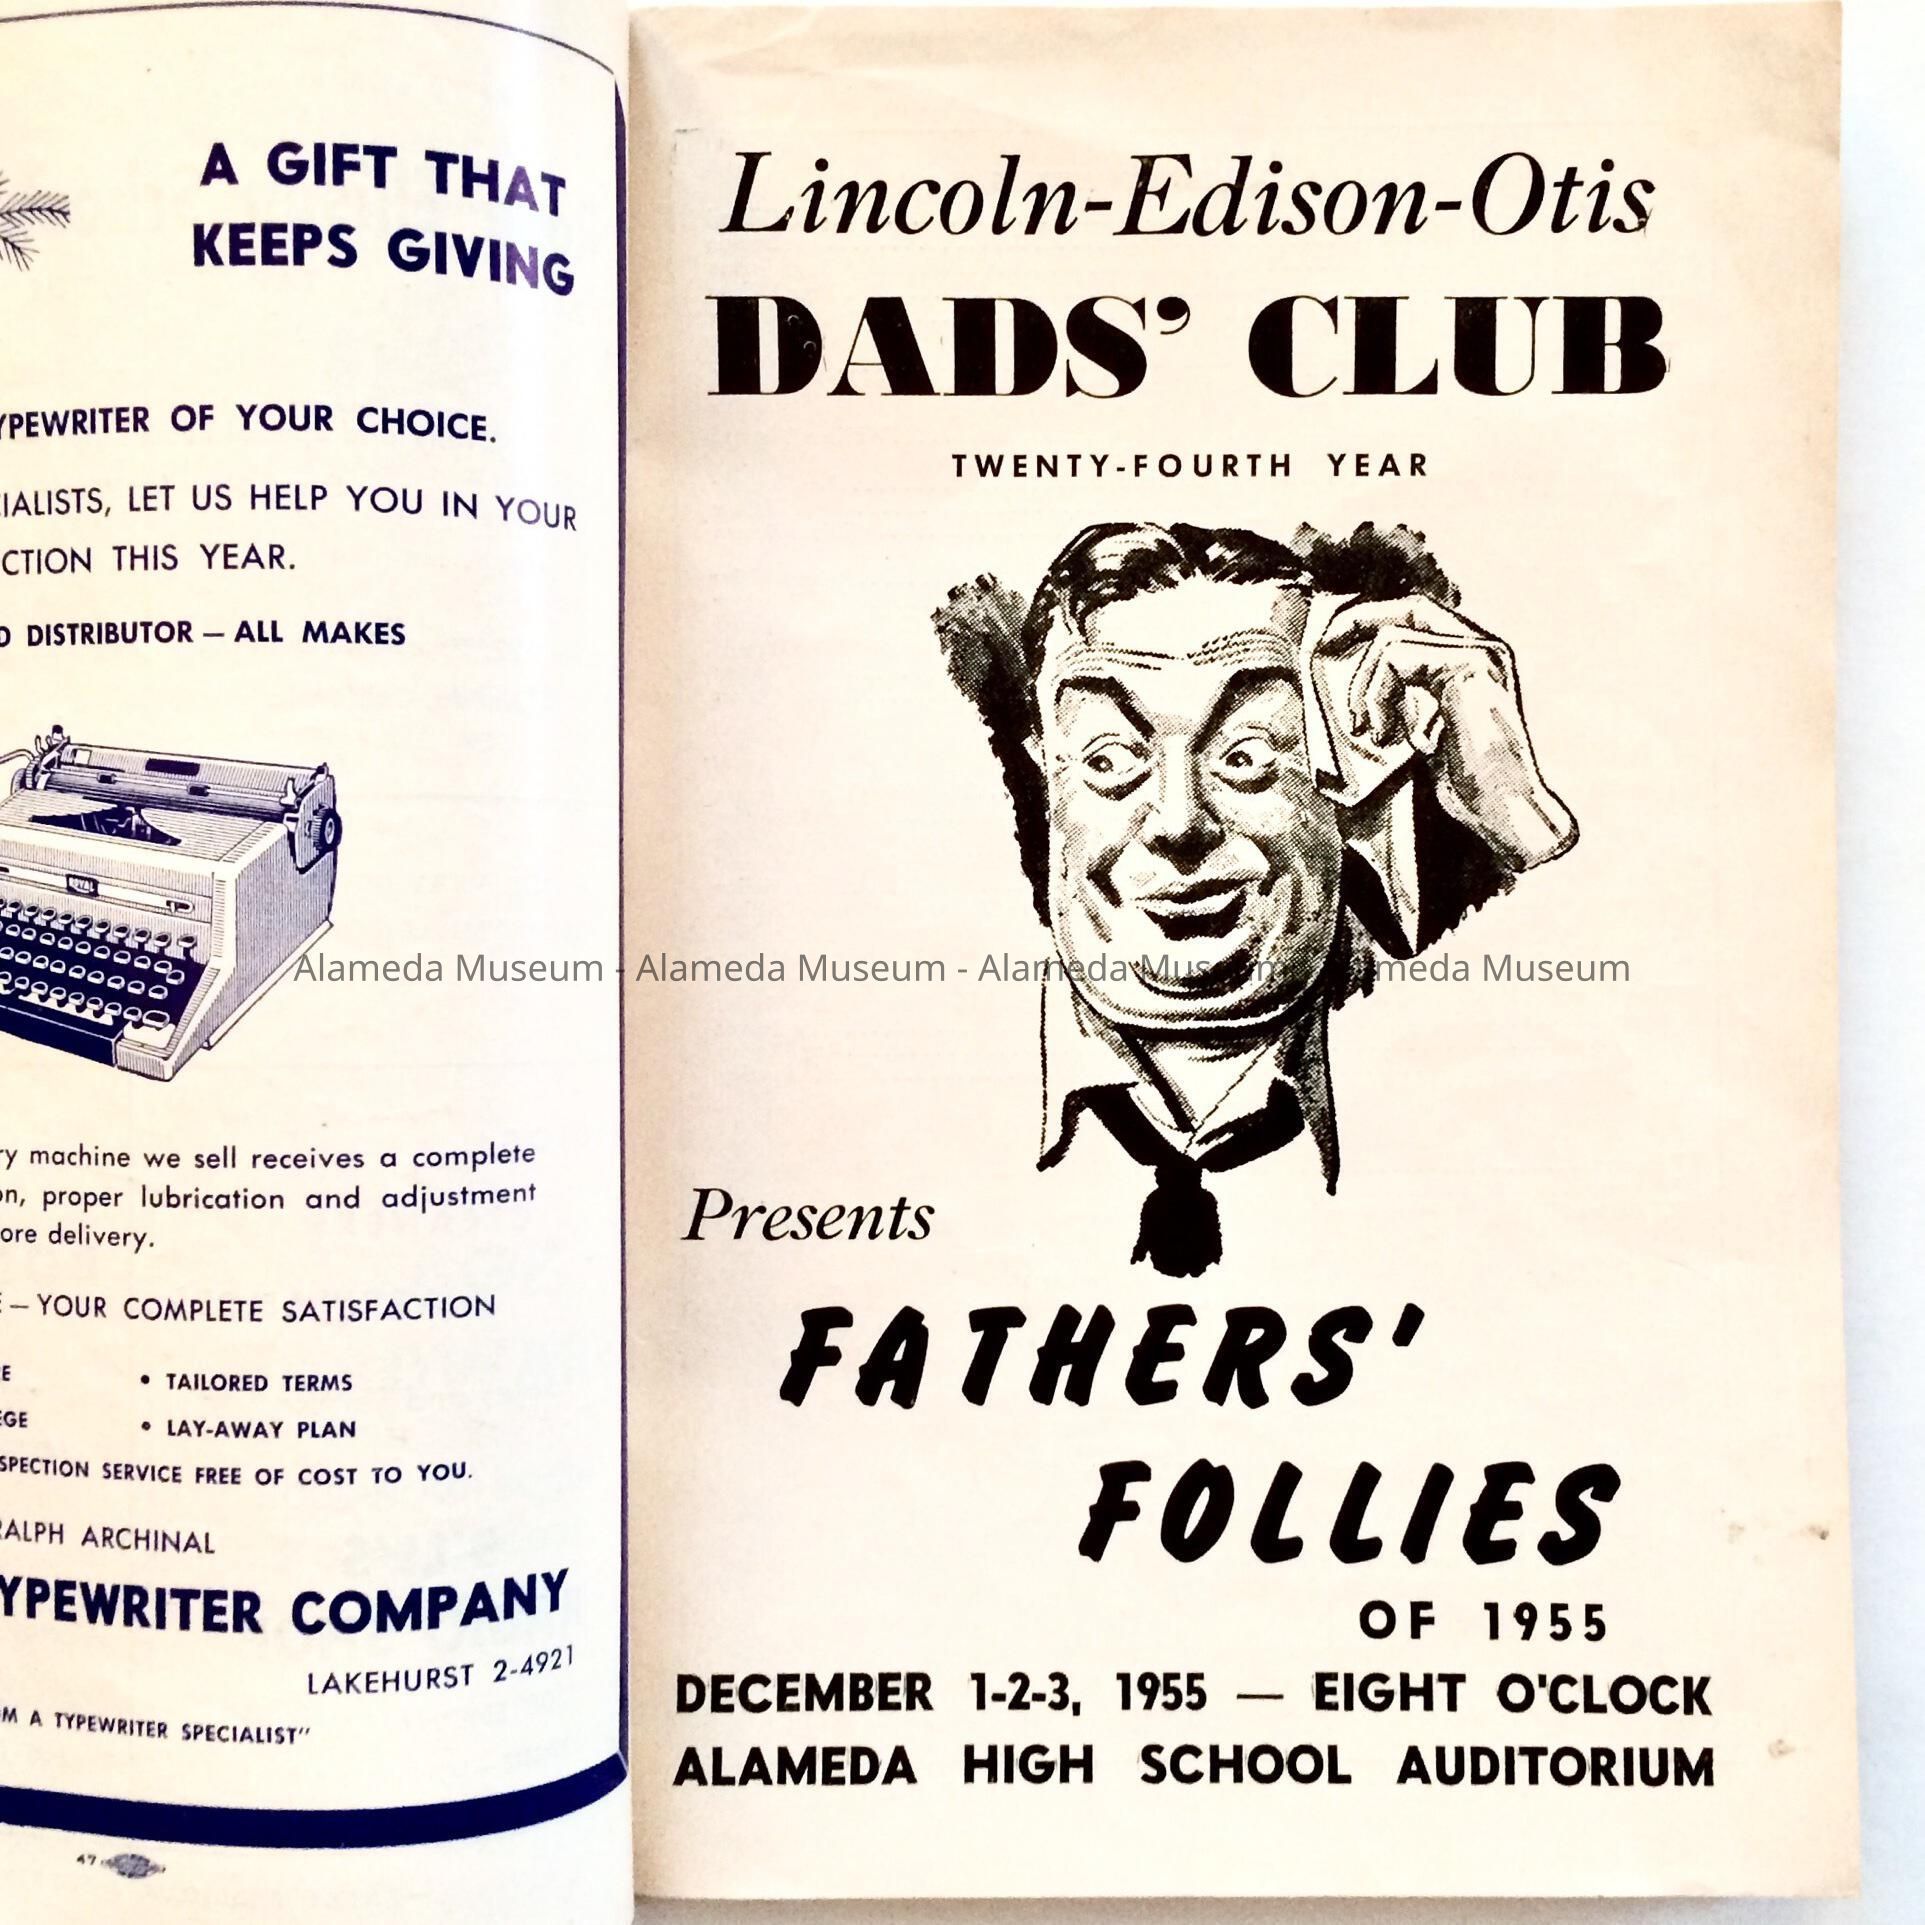 A GIFT THAT
KEEPS GIVING
YPEWRITER OF YOUR CHOICE.
CIALISTS, LET US HELP YOU IN YOUR
CTION THIS YEAR.
D DISTRIBUTOR — ALL MAKES
ROYAL
ry machine we sell receives a complete
on, proper lubrication and adjustment
ore delivery.
E — YOUR COMPLETE SATISFACTION
• TAILORED TERMS
EGE • LAY-AWAY PLAN
SPECTION SERVICE FREE OF COST TO YOU.
RALPH ARCHINAL
YPEWRITER COMPANY
LAKEHURST 2-4921
M A TYPEWRITER SPECIALIST"
47
Lincoln-Edison-Otis
DADS' CLUB
TWENTY-FOURTH YEAR
Alameda Museum - Alameda Museum - Alameda Museum - Alameda Museum
Presents
FATHERS'
FOLLIES
OF 1955
DECEMBER 1-2-3, 1955 — EIGHT O'CLOCK
ALAMEDA HIGH SCHOOL AUDITORIUM